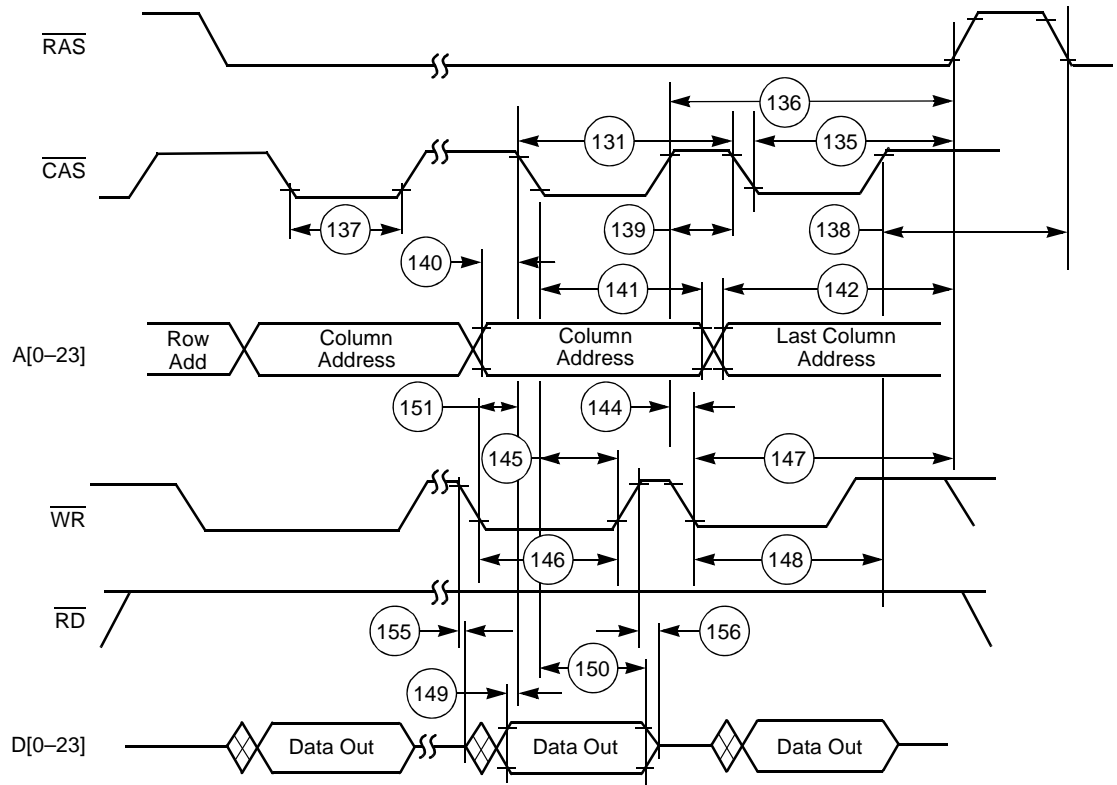 RAS
136
131
135
CAS
137
139
138
140
141
142
A[0–23]
Row
Add
Column
Address
Column
Address
Last Column
Address
151
144
145
147
WR
146
148
RD
155
156
150
149
D[0–23]
Data Out
Data Out
Data Out